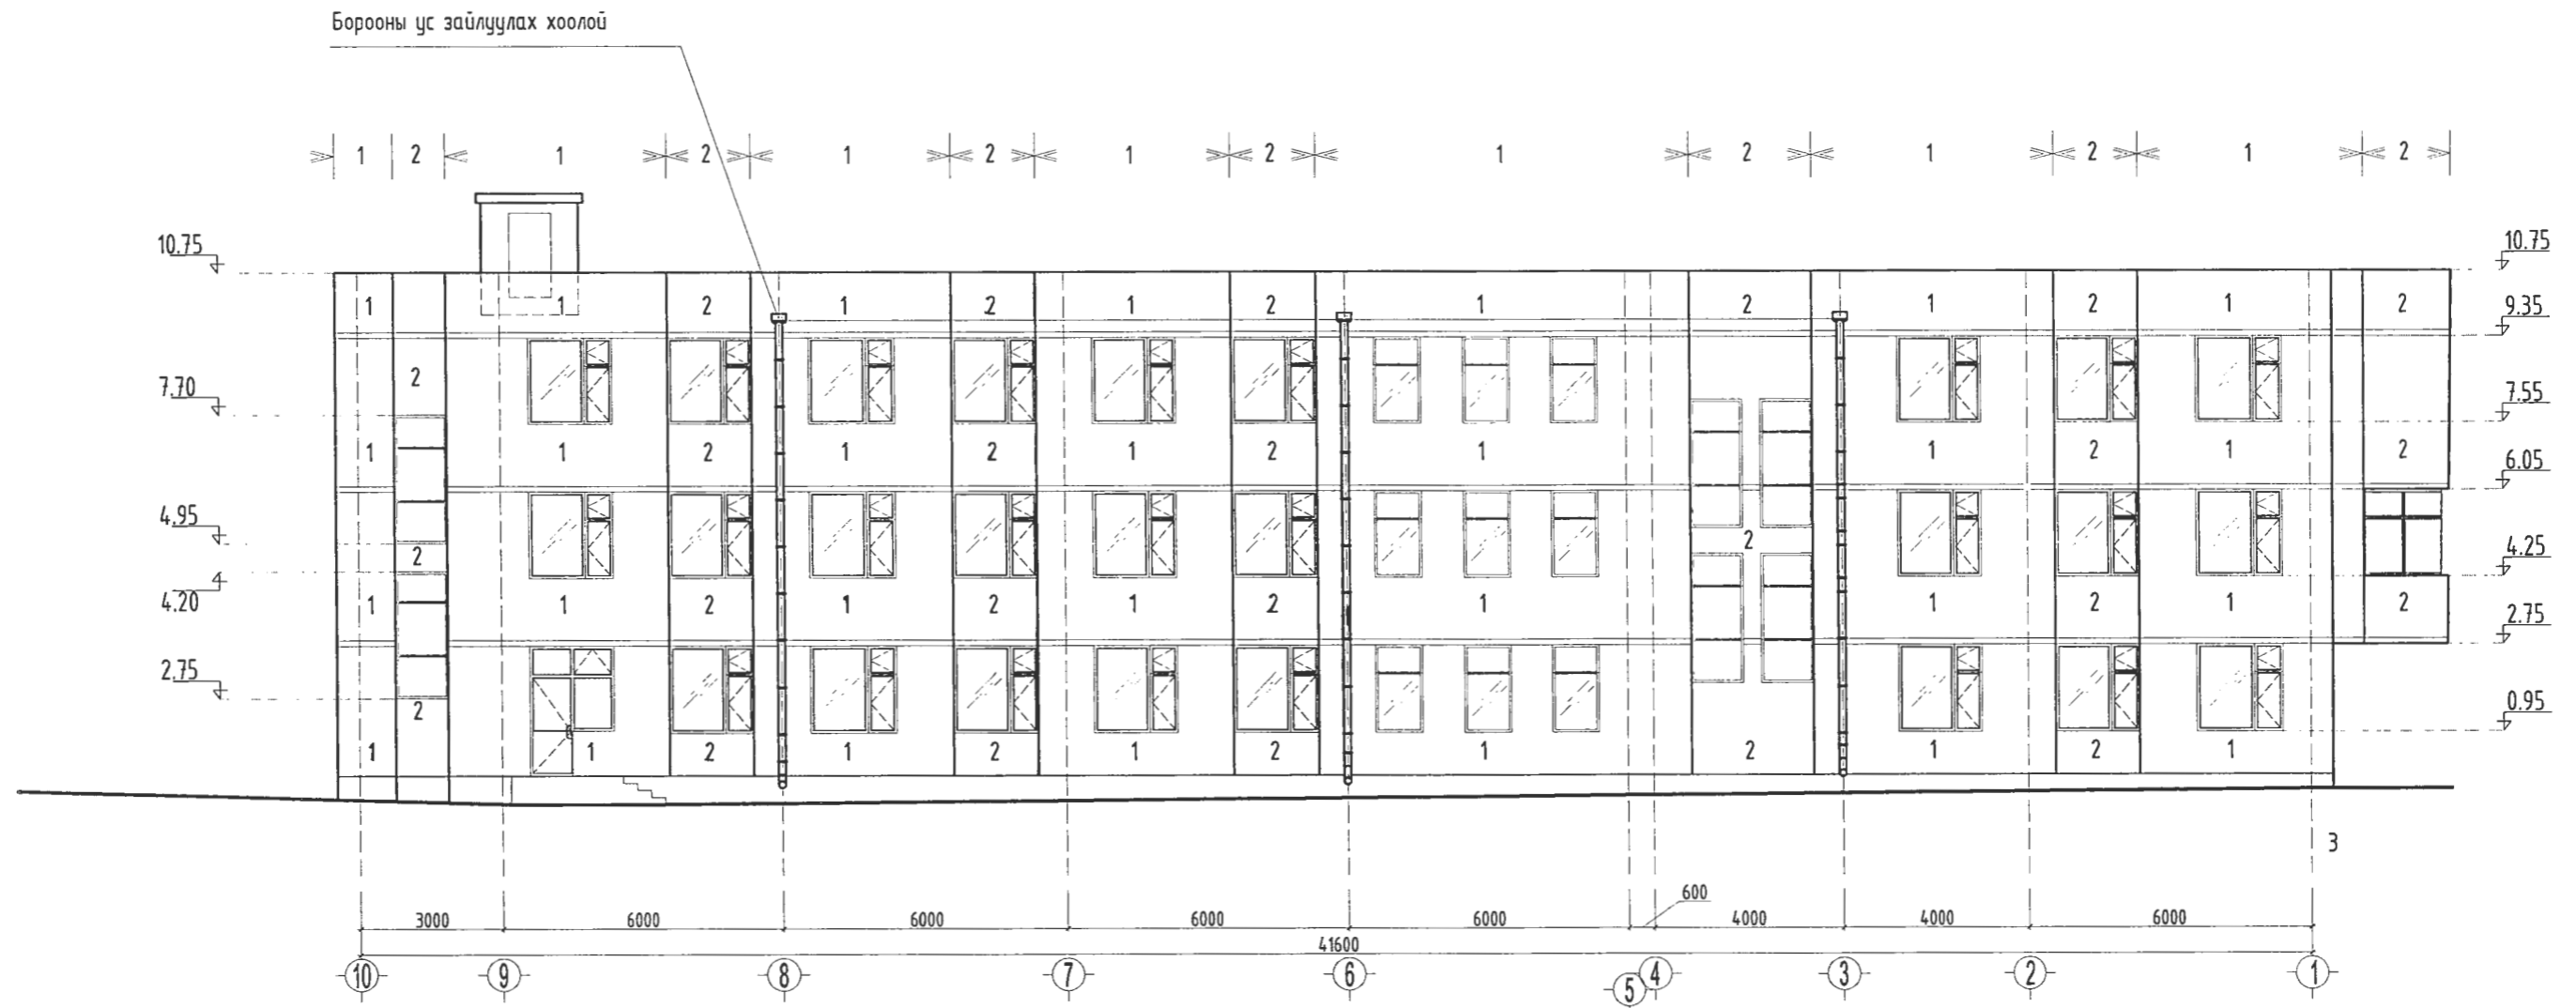 Борооны ус зайлуулах хоолой
1 2 1 2 1 2 1 2 1 2 1 2 1 2
10.75 10.75
1 1 2 1 2 1 2 1 2 1 2 1 2 9.35
7.70 2 7.55
1 1 2 1 2 1 2 1 1 2 1 2 6.05
4.95 2 2 4.25
4.20 1 1 2 1 2 1 2 1 1 2 1 2 2.75
2.75 2 0.95
1 1 2 1 2 1 2 1 2 1 2 1
3
600
3000 6000 6000 6000 6000 4000 4000 6000
41600
10 9 8 7 6 5 4 3 2 1